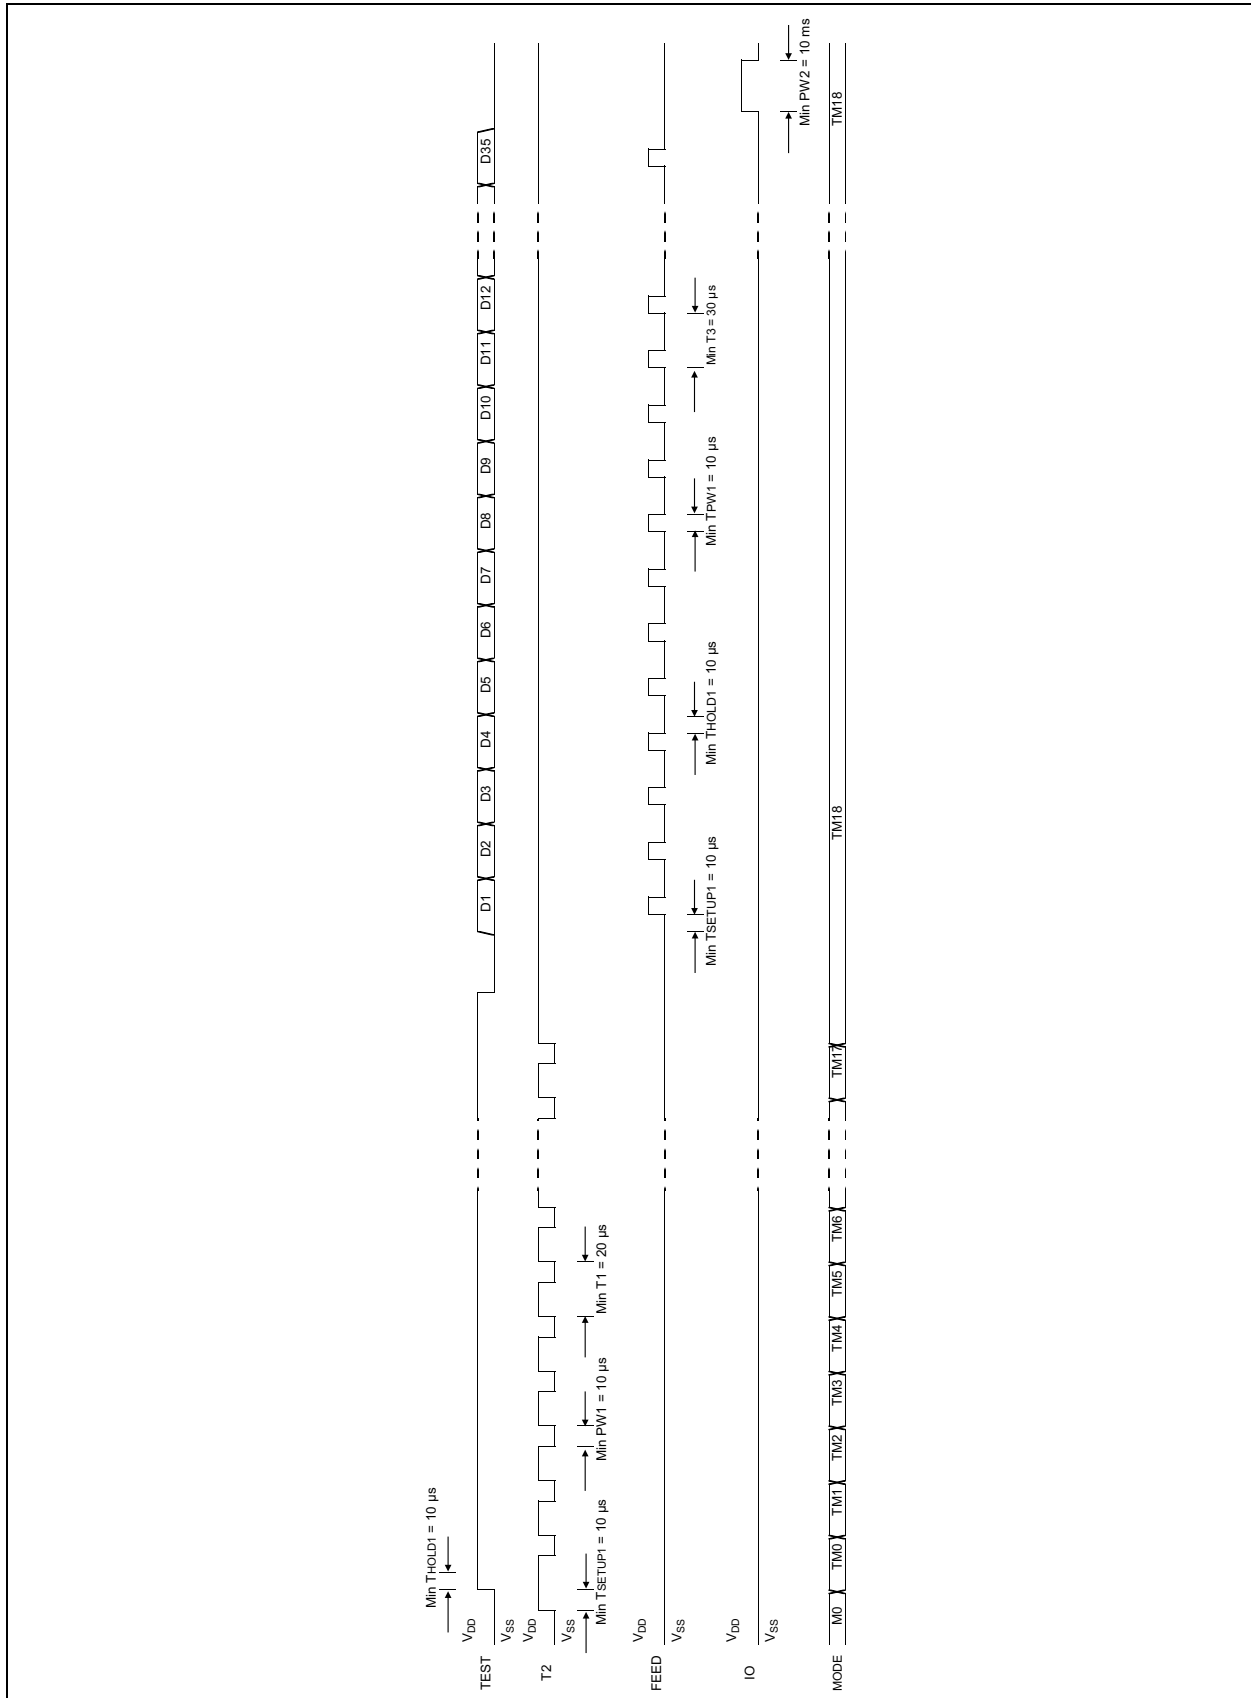 TEST
VDD
VSS
Min THOLD1 = 10 µs
D1
D2
D3
D4
D5
D6
D7
D8
D9
D10
D11
D12
D35
T2
VDD
VSS
Min TSETUP1 = 10 µs
Min PW1 = 10 µs
Min T1 = 20 µs
FEED
VDD
VSS
Min TSETUP1 = 10 µs
Min THOLD1 = 10 µs
Min TPW1 = 10 µs
Min T3 = 30 µs
IO
VDD
VSS
Min PW2 = 10 ms
MODE
M0
TM0
TM1
TM2
TM3
TM4
TM5
TM6
TM17
TM18
TM18